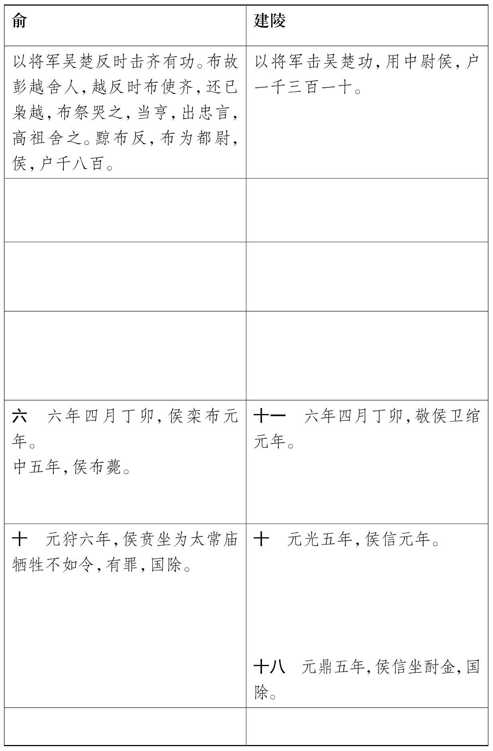 俞
建陵
以将军吴楚反时击齐有功。布故
彭越舍人，越反时布使齐，还已
枭越，布祭哭之，当亨，出忠言，
高祖舍之。黥布反，布为都尉，
侯，户千八百。
以将军击吴楚功，用中尉侯，户
一千三百一十。
六　六年四月丁卯，侯栾布元
年。
中五年，侯布薨。
十一　六年四月丁卯，敬侯卫绾
元年。
十　元狩六年，侯贲坐为太常庙
牺牲不如令，有罪，国除。
十　元光五年，侯信元年。
十八　元鼎五年，侯信坐酎金，国
除。